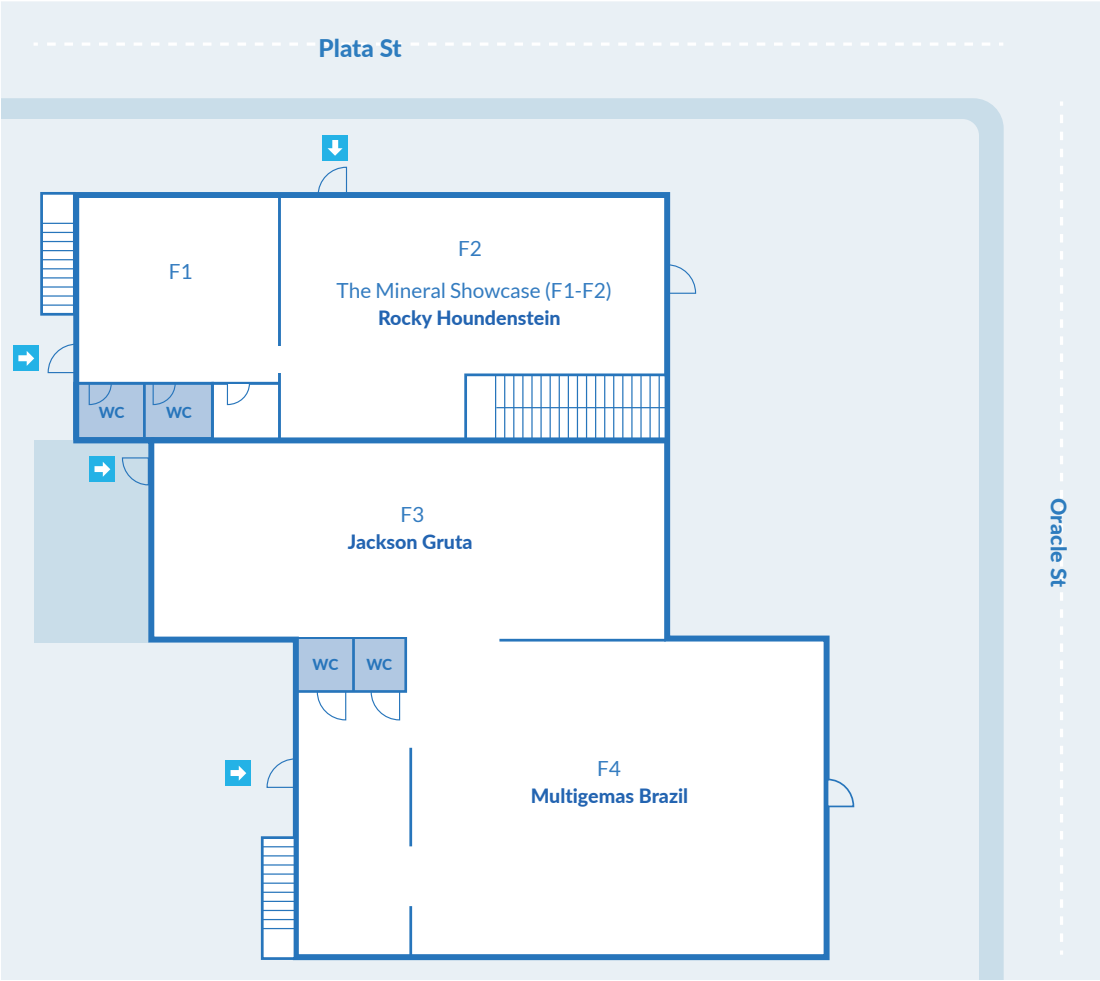 Plata St
F1
F2
The Mineral Showcase (F1-F2)
Rocky Houndenstein
WC
WC
F3
Jackson Gruta
Oracle St
WC
WC
F4
Multigemas Brazil